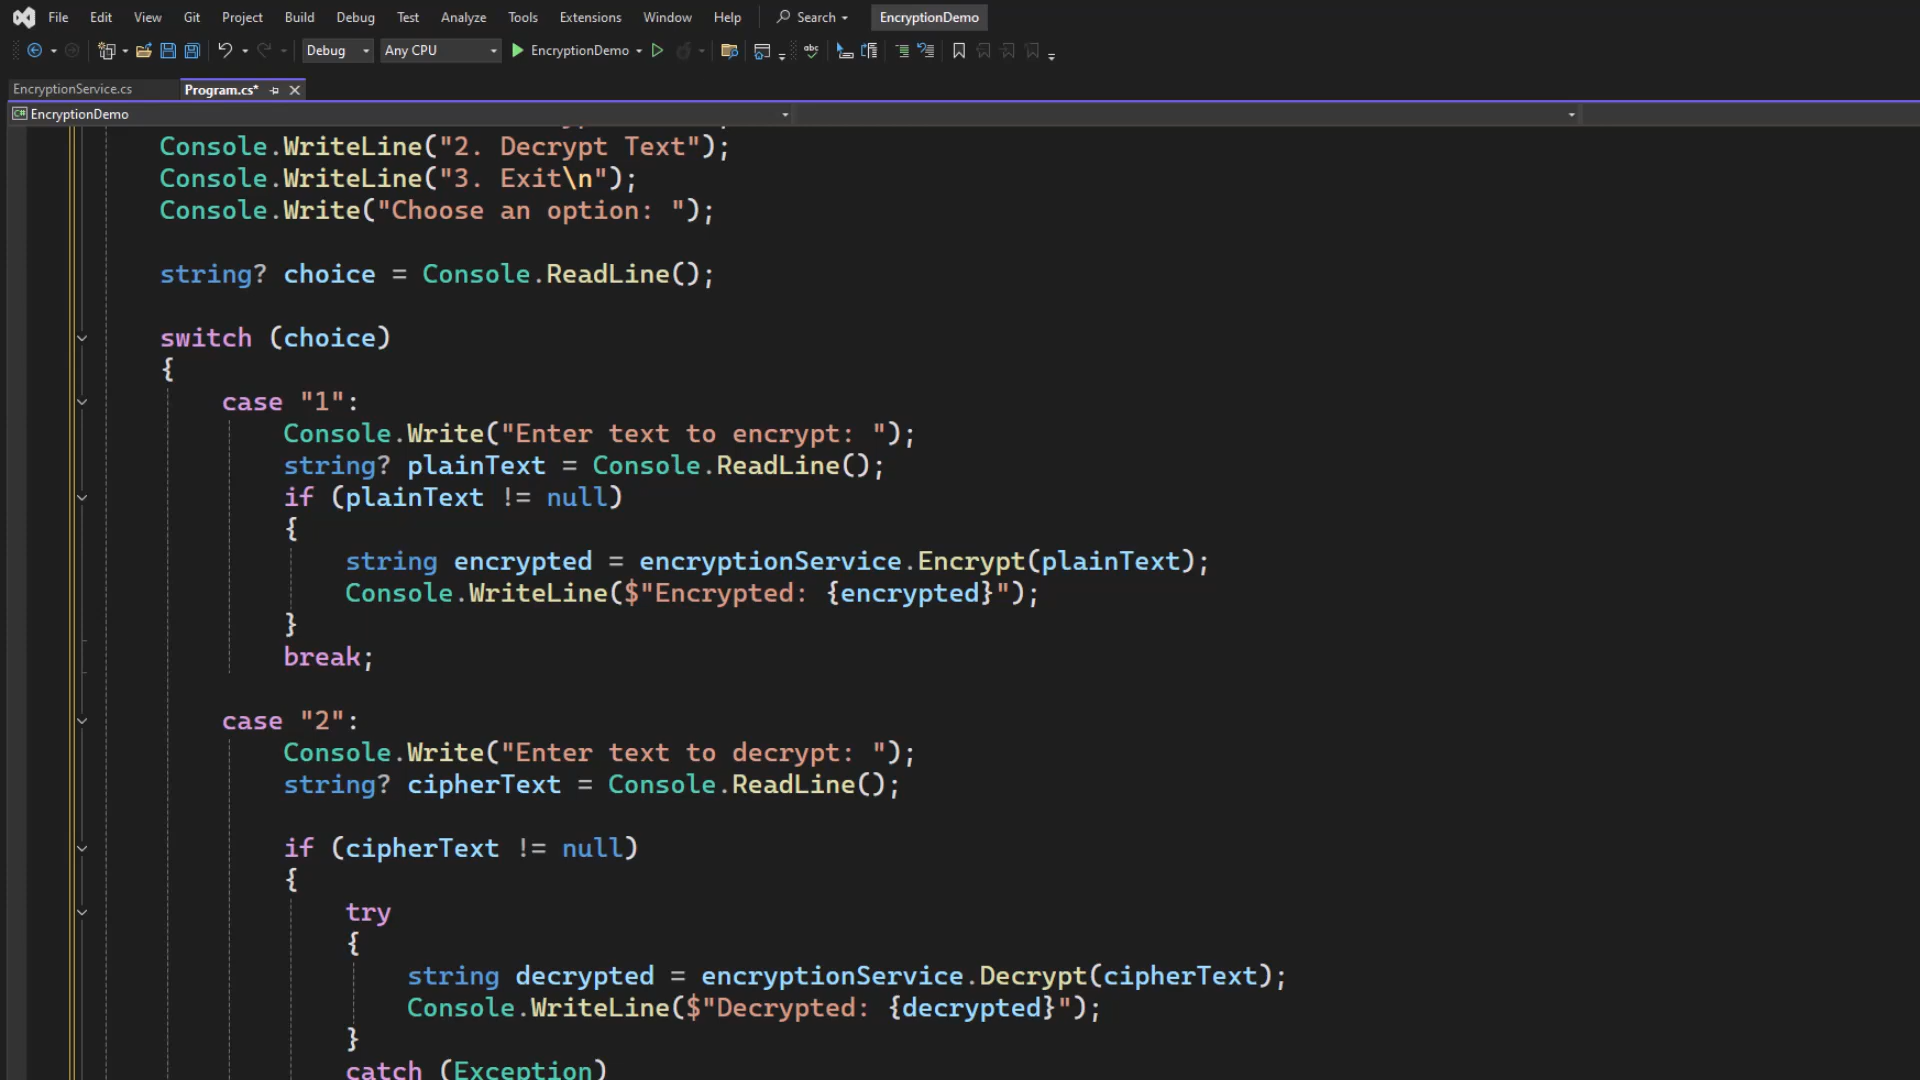 File Edit View Git Project Build Debug Test Analyze Tools Extensions Window Help Search EncryptionDemo
Debug Any CPU EncryptionDemo abc
EncryptionService.cs Program.cs*
C# EncryptionDemo
Console.WriteLine("2. Decrypt Text");
Console.WriteLine("3. Exit\n");
Console.Write("Choose an option: ");
string? choice = Console.ReadLine();
switch (choice)
{
case "1":
Console.Write("Enter text to encrypt: ");
string? plainText = Console.ReadLine();
if (plainText != null)
{
string encrypted = encryptionService.Encrypt(plainText);
Console.WriteLine($"Encrypted: {encrypted}");
}
break;
case "2":
Console.Write("Enter text to decrypt: ");
string? cipherText = Console.ReadLine();
if (cipherText != null)
{
try
{
string decrypted = encryptionService.Decrypt(cipherText);
Console.WriteLine($"Decrypted: {decrypted}");
}
catch (Exception)